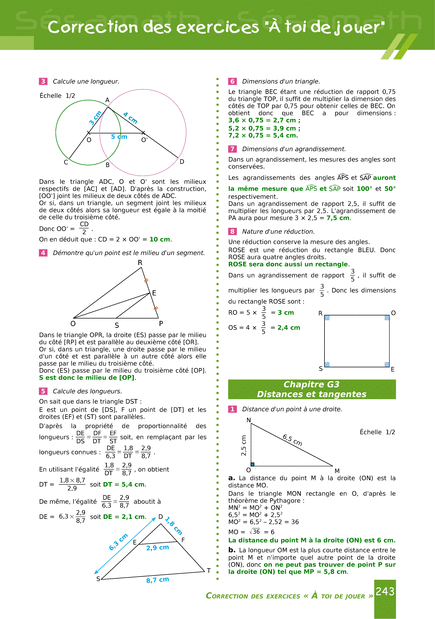 Correction des exercices "À toi de jouer"
3 Calcule une longueur.
Échelle 1/2
A
3 cm
4 cm
5 cm
O
O'
C
B
D
Dans le triangle ADC, O et O' sont les milieux
respectifs de [AC] et [AD]. D'après la construction,
[OO'] joint les milieux de deux côtés.
Or si, dans un triangle, un segment joint les milieux
de deux côtés alors sa longueur est égale à la moitié
de celle du troisième côté.
Donc OO' = CD/2 .
On en déduit que : CD = 2 × OO' = 10 cm.
4 Démontre qu'un point est le milieu d'un segment.
R
E
O
S
P
Dans le triangle OPR, la droite (ES) passe par le milieu
du côté [RP] et est parallèle au deuxième côté [OR].
Or si, dans un triangle, une droite passe par le milieu
d'un côté et est parallèle à un autre côté alors elle
passe par le milieu du troisième côté.
Donc (ES) passe par le milieu du troisième côté [OP].
S est donc le milieu de [OP].
5 Calcule des longueurs.
On sait que dans le triangle DST :
E est un point de [DS], F un point de [DT] et les
droites (EF) et (ST) sont parallèles.
D'après la propriété de proportionnalité des
longueurs : DE/DS = DF/DT = EF/ST soit, en remplaçant par les
longueurs connues : DE/6,3 = 1,8/DT = 2,9/8,7 .
En utilisant l'égalité 1,8/DT = 2,9/8,7 , on obtient
DT = 1,8 × 8,7/2,9 soit DT = 5,4 cm.
De même, l'égalité DE/6,3 = 2,9/8,7 aboutit à
DE = 6,3 × 2,9/8,7 soit DE = 2,1 cm.
D
1,8 cm
6,3 cm
E
F
2,9 cm
S
T
8,7 cm
6 Dimensions d'un triangle.
Le triangle BEC étant une réduction de rapport 0,75
du triangle TOP, il suffit de multiplier la dimension des
côtés de TOP par 0,75 pour obtenir celles de BEC. On
obtient donc que BEC a pour dimensions :
3,6 × 0,75 = 2,7 cm ;
5,2 × 0,75 = 3,9 cm ;
7,2 × 0,75 = 5,4 cm.
7 Dimensions d'un agrandissement.
Dans un agrandissement, les mesures des angles sont
conservées.
Les agrandissements des angles APS et SAP auront
la même mesure que APS et SAP soit 100° et 50°
respectivement.
Dans un agrandissement de rapport 2,5, il suffit de
multiplier les longueurs par 2,5. L'agrandissement de
PA aura pour mesure 3 × 2,5 = 7,5 cm.
8 Nature d'une réduction.
Une réduction conserve la mesure des angles.
ROSE est une réduction du rectangle BLEU. Donc
ROSE aura quatre angles droits.
ROSE sera donc aussi un rectangle.
Dans un agrandissement de rapport 3/5 , il suffit de
multiplier les longueurs par 3/5 . Donc les dimensions
du rectangle ROSE sont :
RO = 5 × 3/5 = 3 cm
OS = 4 × 3/5 = 2,4 cm
R
O
S
E
Chapitre G3
Distances et tangentes
1 Distance d'un point à une droite.
N
2,5 cm
6,5 cm
Échelle 1/2
O
M
a. La distance du point M à la droite (ON) est la
distance MO.
Dans le triangle MON rectangle en O, d'après le
théorème de Pythagore :
MN² = MO² + ON²
6,5² = MO² + 2,5²
MO² = 6,5² – 2,52 = 36
MO = √36 = 6
La distance du point M à la droite (ON) est 6 cm.
b. La longueur OM est la plus courte distance entre le
point M et n'importe quel autre point de la droite
(ON), donc on ne peut pas trouver de point P sur
la droite (ON) tel que MP = 5,8 cm.
CORRECTION DES EXERCICES « À TOI DE JOUER » 243